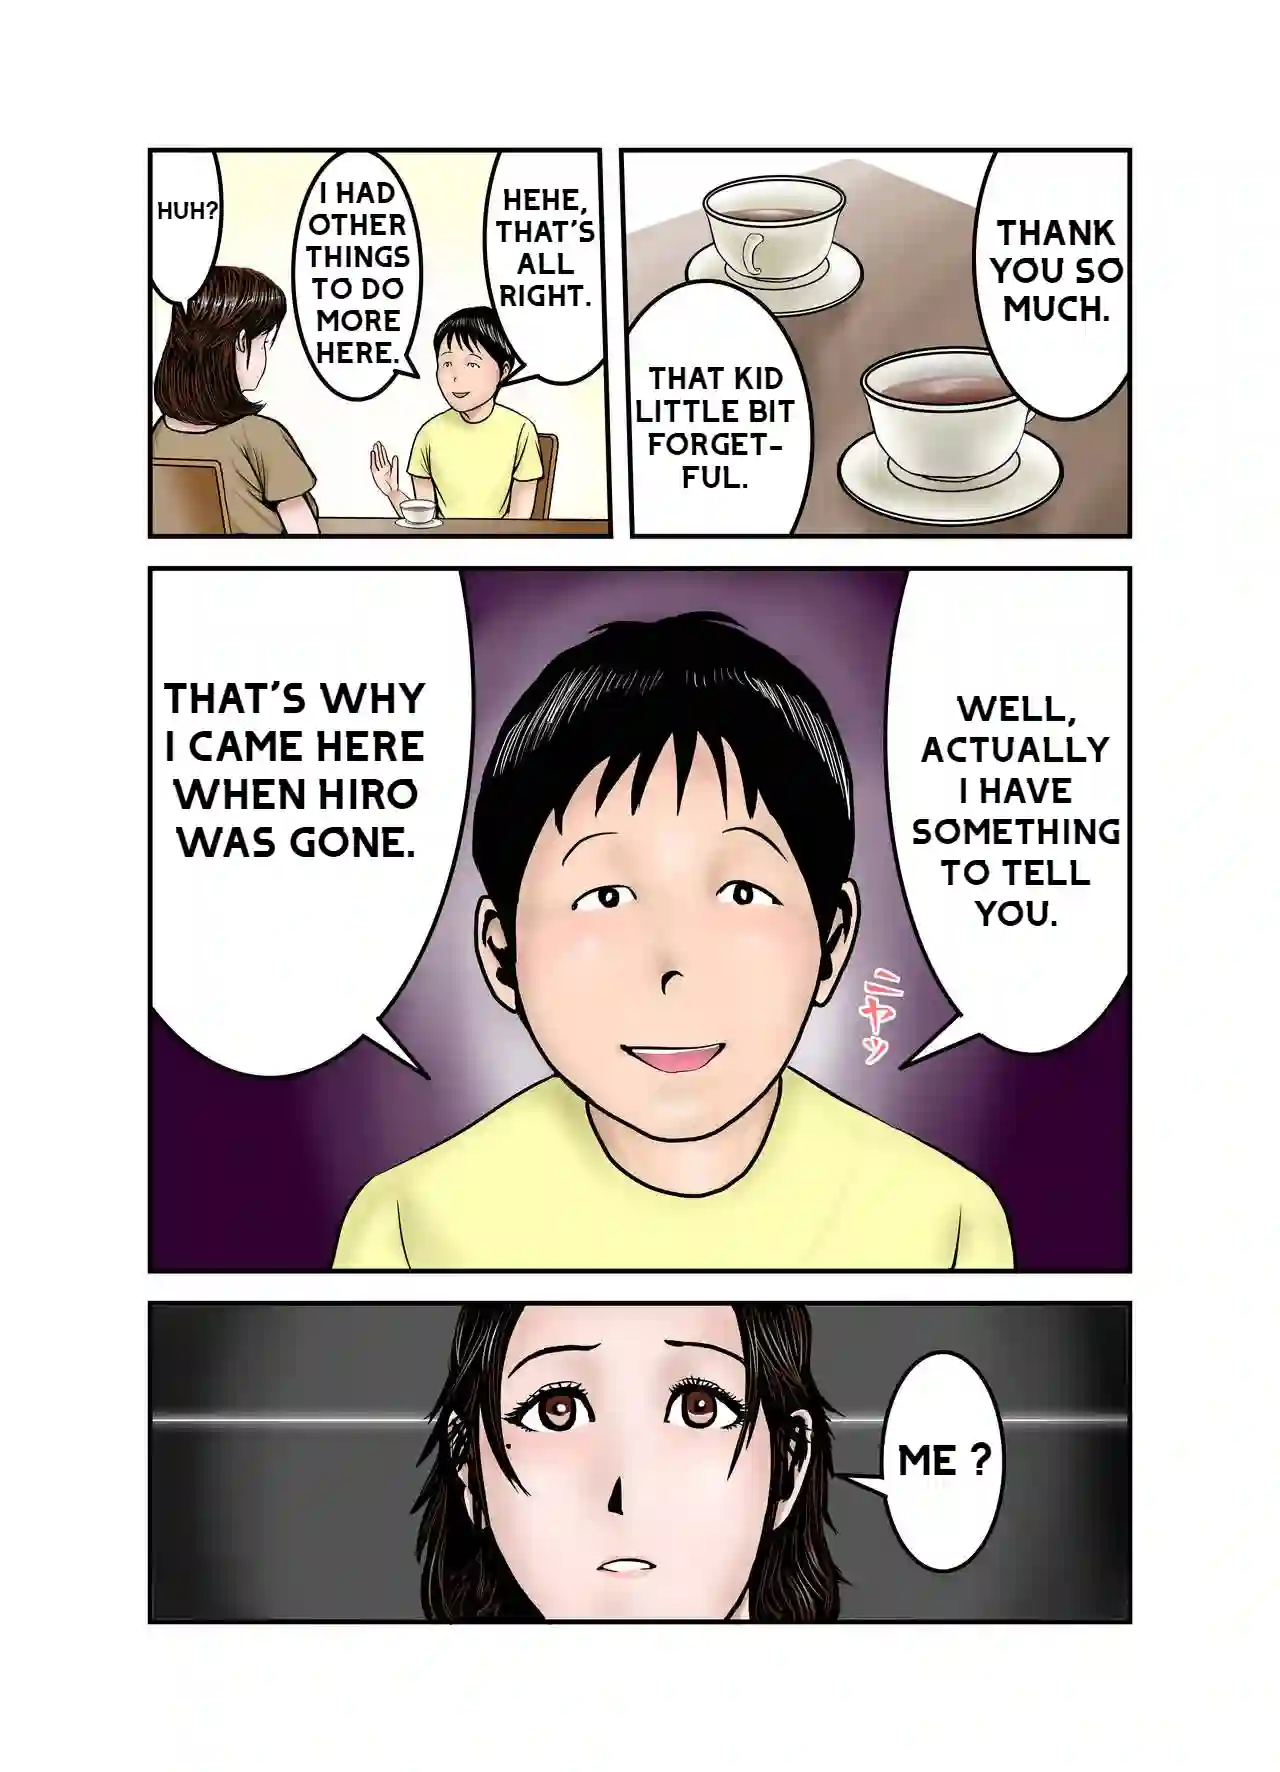 THANK
YOU SO
MUCH.
THAT KID
LITTLE BIT
FORGET-
FUL.
HEHE,
THAT'S
ALL
RIGHT.
I HAD
OTHER
THINGS
TO DO
MORE
HERE.
HUH?
WELL,
ACTUALLY
I HAVE
SOMETHING
TO TELL
YOU.
ニヤッ
THAT'S WHY
I CAME HERE
WHEN HIRO
WAS GONE.
ME ?